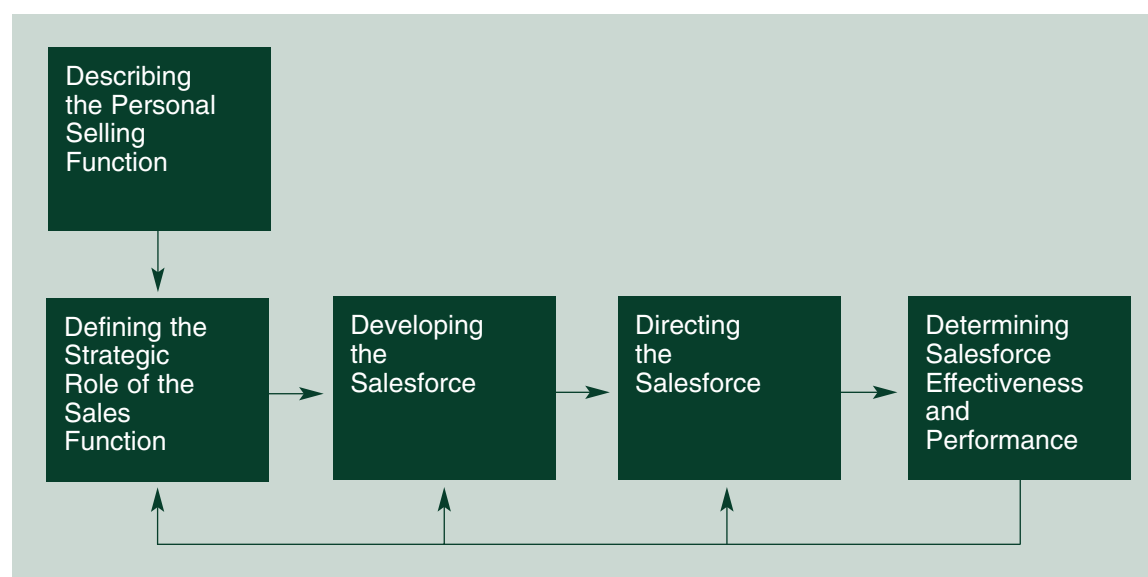 Describing
the Personal
Selling
Function
Defining the
Strategic
Role of the
Sales
Function
Developing
the
Salesforce
Directing
the
Salesforce
Determining
Salesforce
Effectiveness
and
Performance